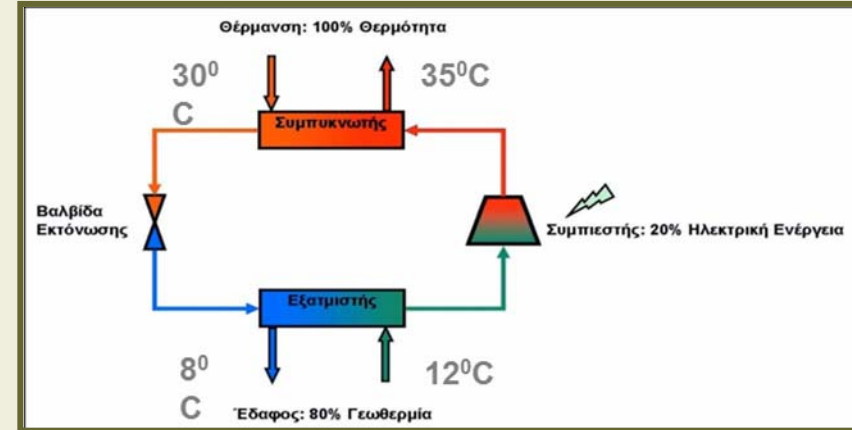 Θέρμανση: 100% Θερμότητα
30⁰
C
35⁰C
Συμπυκνωτής
Βαλβίδα
Εκτόνωσης
Συμπιεστής: 20% Ηλεκτρική Ενέργεια
Εξατμιστής
8⁰
C
12⁰C
Έδαφος: 80% Γεωθερμία